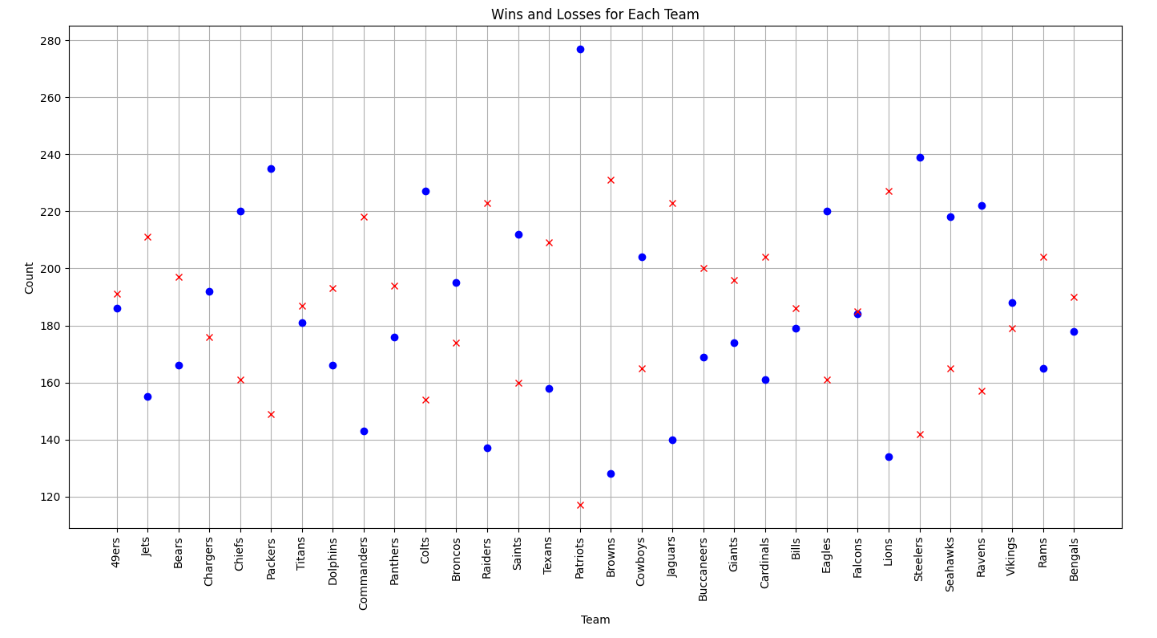 Wins and Losses for Each Team
Count
280
260
240
220
200
180
160
140
120
49ers
Jets
Bears
Chargers
Chiefs
Packers
Titans
Dolphins
Commanders
Panthers
Colts
Broncos
Raiders
Saints
Texans
Patriots
Browns
Cowboys
Jaguars
Buccaneers
Giants
Cardinals
Bills
Eagles
Falcons
Lions
Steelers
Seahawks
Ravens
Vikings
Rams
Bengals
Team